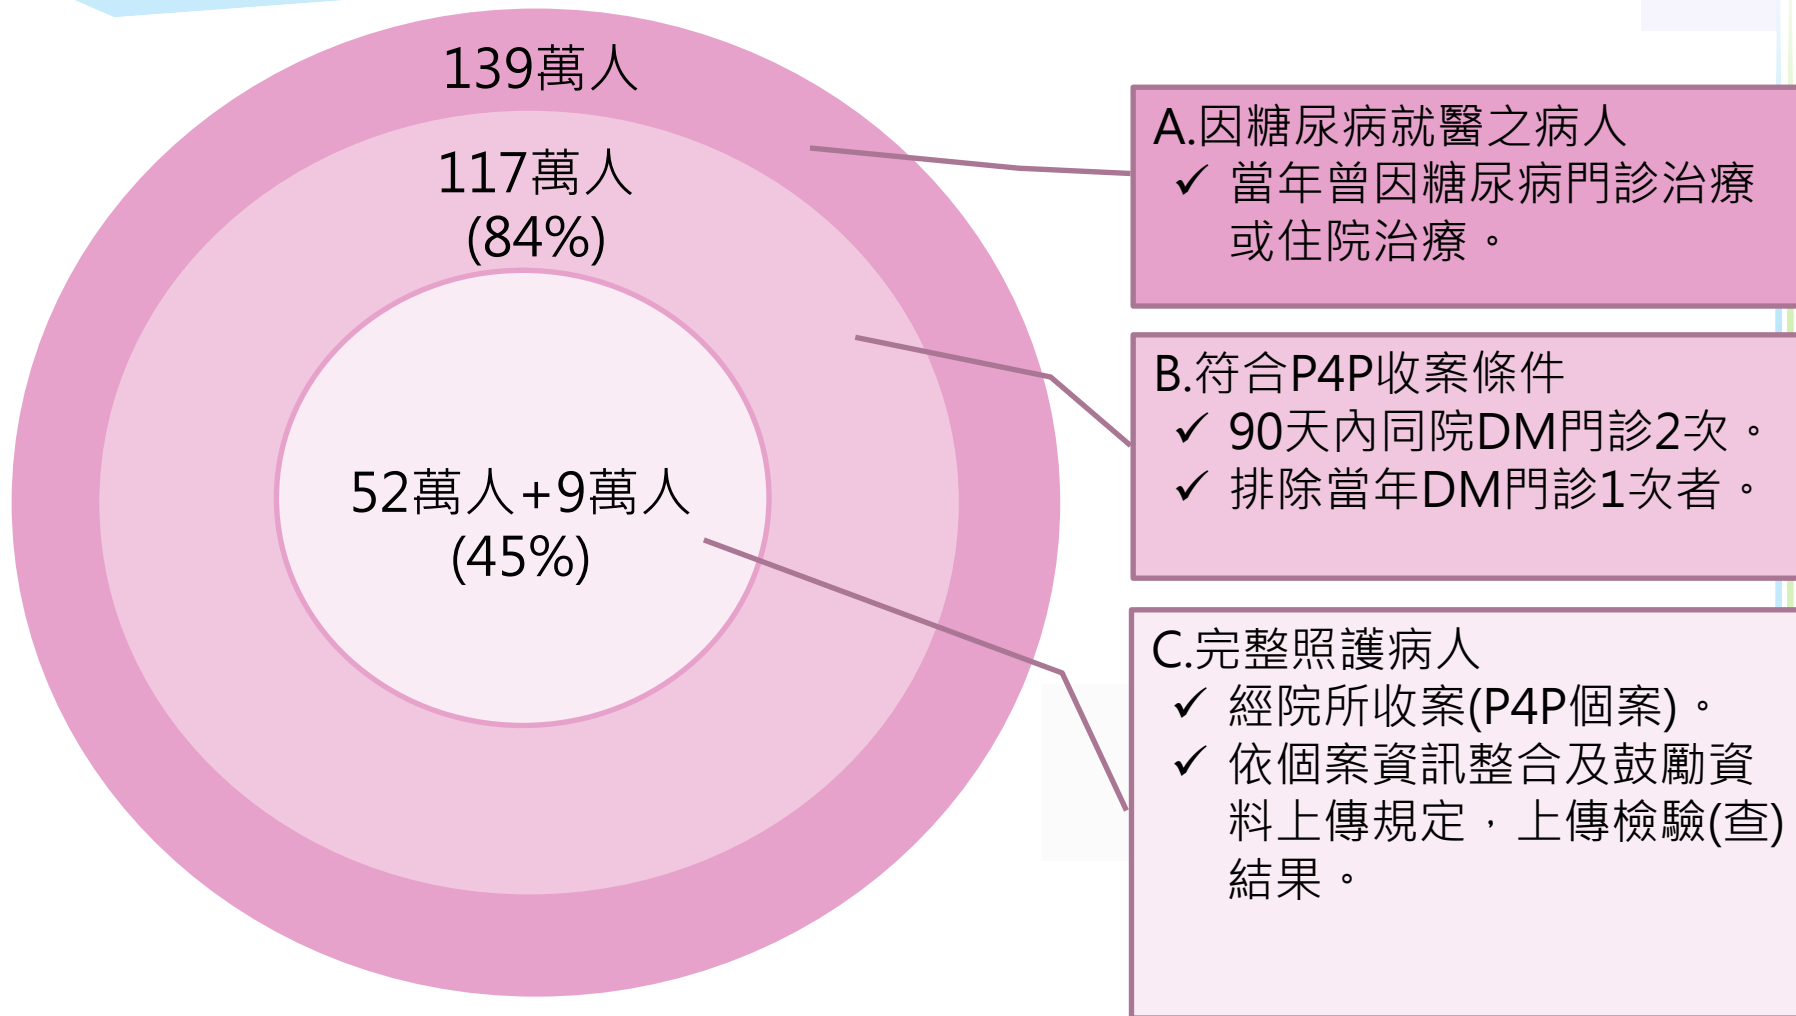 139萬人
117萬人
(84%)
52萬人+9萬人
(45%)
A.因糖尿病就醫之病人
✓ 當年曾因糖尿病門診治療
或住院治療。
B.符合P4P收案條件
✓ 90天內同院DM門診2次。
✓ 排除當年DM門診1次者。
C.完整照護病人
✓ 經院所收案(P4P個案)。
✓ 依個案資訊整合及鼓勵資
料上傳規定，上傳檢驗(查)
結果。